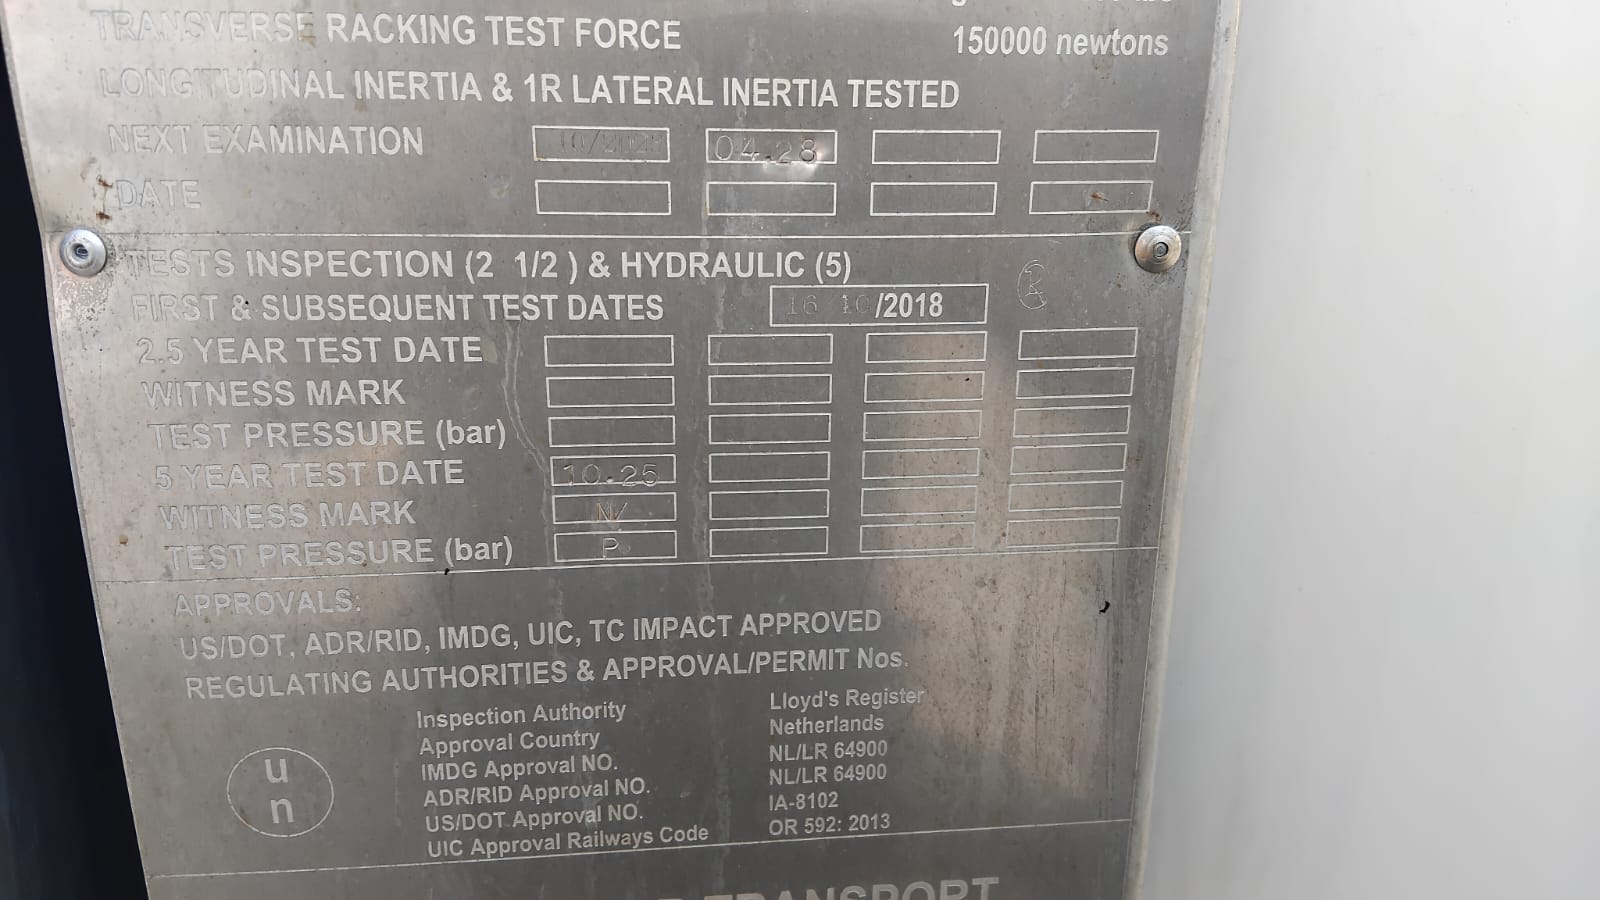 TRANSVERSE RACKING TEST FORCE 150000 newtons
LONGITUDINAL INERTIA & 1R LATERAL INERTIA TESTED
NEXT EXAMINATION 04.28
DATE
TESTS INSPECTION (2 1/2 ) & HYDRAULIC (5)
FIRST & SUBSEQUENT TEST DATES 16 10/2018
2.5 YEAR TEST DATE
WITNESS MARK
TEST PRESSURE (bar)
5 YEAR TEST DATE 10.25
WITNESS MARK
TEST PRESSURE (bar) P
APPROVALS:
US/DOT, ADR/RID, IMDG, UIC, TC IMPACT APPROVED
REGULATING AUTHORITIES & APPROVAL/PERMIT Nos.
Inspection Authority Lloyd's Register
Approval Country Netherlands
IMDG Approval NO. NL/LR 64900
ADR/RID Approval NO. NL/LR 64900
US/DOT Approval NO. IA-8102
UIC Approval Railways Code OR 592: 2013
u
n
TRANSPORT